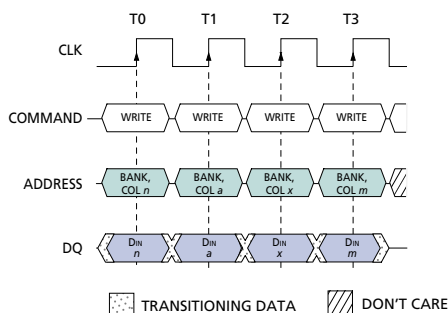 T0 T1 T2 T3
CLK
COMMAND WRITE WRITE WRITE WRITE
BANK, BANK, BANK, BANK,
ADDRESS COL n COL a COL x COL m
DIN DIN DIN DIN
DQ n a x m
TRANSITIONING DATA DON'T CARE